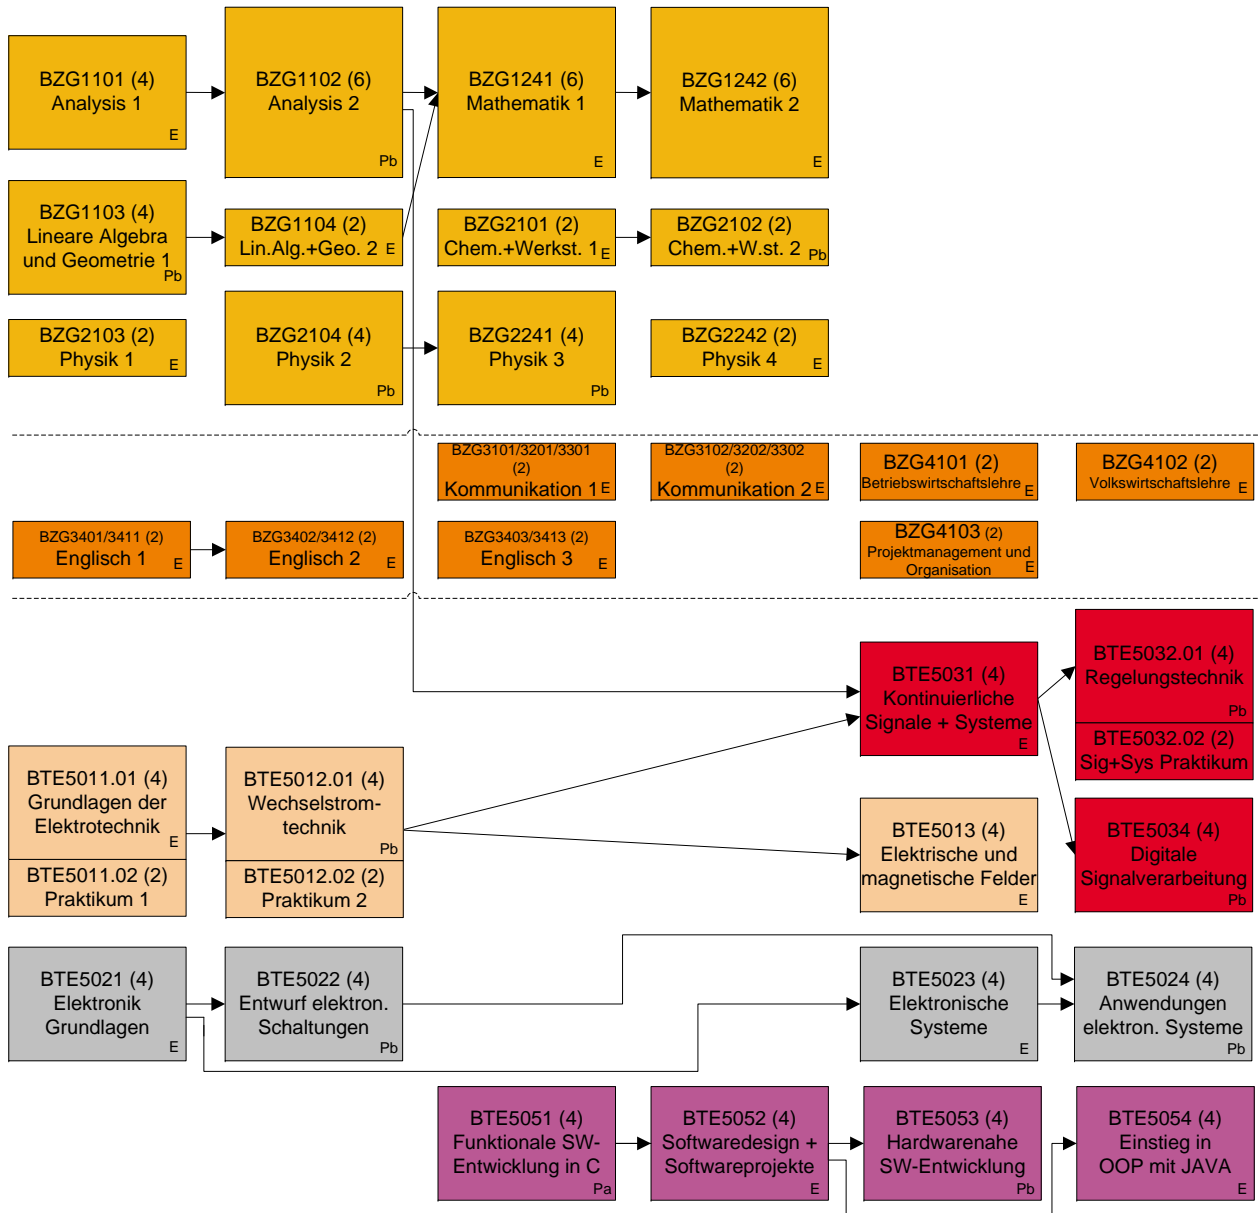 BZG1101 (4)
Analysis 1
E
BZG1102 (6)
Analysis 2
Pb
BZG1241 (6)
Mathematik 1
E
BZG1242 (6)
Mathematik 2
E
BZG1103 (4)
Lineare Algebra
und Geometrie 1
Pb
BZG1104 (2)
Lin.Alg.+Geo. 2 E
BZG2101 (2)
Chem.+Werkst. 1 E
BZG2102 (2)
Chem.+W.st. 2 Pb
BZG2103 (2)
Physik 1
E
BZG2104 (4)
Physik 2
Pb
BZG2241 (4)
Physik 3
Pb
BZG2242 (2)
Physik 4
E
BZG3101/3201/3301
(2)
Kommunikation 1 E
BZG3102/3202/3302
(2)
Kommunikation 2 E
BZG4101 (2)
Betriebswirtschaftslehre
E
BZG4102 (2)
Volkswirtschaftslehre
E
BZG3401/3411 (2)
Englisch 1
E
BZG3402/3412 (2)
Englisch 2
E
BZG3403/3413 (2)
Englisch 3
E
BZG4103 (2)
Projektmanagement und
Organisation
E
BTE5031 (4)
Kontinuierliche
Signale + Systeme
E
BTE5032.01 (4)
Regelungstechnik
Pb
BTE5032.02 (2)
Sig+Sys Praktikum
BTE5011.01 (4)
Grundlagen der
Elektrotechnik
E
BTE5011.02 (2)
Praktikum 1
BTE5012.01 (4)
Wechselstrom-
technik
Pb
BTE5012.02 (2)
Praktikum 2
BTE5013 (4)
Elektrische und
magnetische Felder
E
BTE5034 (4)
Digitale
Signalverarbeitung
Pb
BTE5021 (4)
Elektronik
Grundlagen
E
BTE5022 (4)
Entwurf elektron.
Schaltungen
Pb
BTE5023 (4)
Elektronische
Systeme
E
BTE5024 (4)
Anwendungen
elektron. Systeme
Pb
BTE5051 (4)
Funktionale SW-
Entwicklung in C
Pa
BTE5052 (4)
Softwaredesign +
Softwareprojekte
E
BTE5053 (4)
Hardwarenahe
SW-Entwicklung
Pb
BTE5054 (4)
Einstieg in
OOP mit JAVA
E